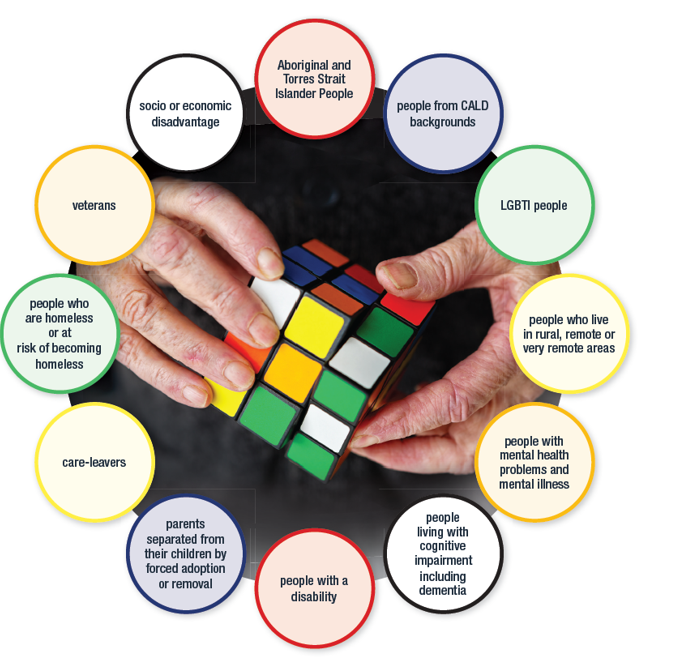 Aboriginal and
Torres Strait
Islander People
people from CALD
backgrounds
LGBTI people
people who live
in rural, remote or
very remote areas
people with
mental health
problems and
mental illness
people
living with
cognitive
impairment
including
dementia
people with a
disability
parents
separated from
their children by
forced adoption
or removal
care-leavers
people who
are homeless
or at
risk of becoming
homeless
veterans
socio or economic
disadvantage